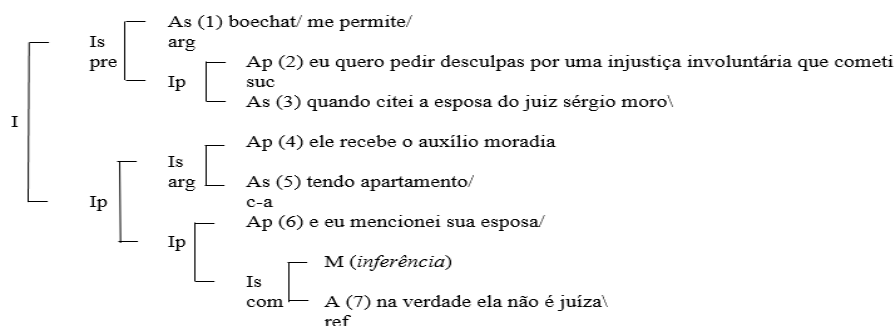 As (1) boechat/ me permite/
Is
arg
pre
Ap (2) eu quero pedir desculpas por uma injustiça involuntária que cometi
Ip
suc
As (3) quando citei a esposa do juiz sérgio moro\
I
Ap (4) ele recebe o auxílio moradia
Is
arg
As (5) tendo apartamento/
c-a
Ip
Ap (6) e eu mencionei sua esposa/
Ip
M (inferência)
Is
com
A (7) na verdade ela não é juíza\
ref